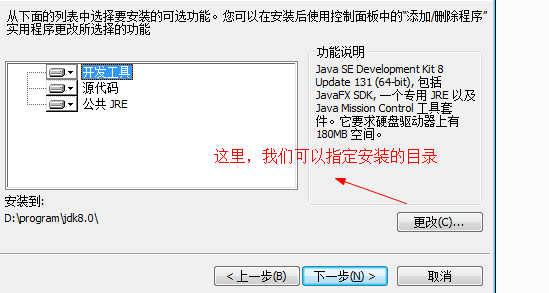 从下面的列表中选择要安装的可选功能。您可以在安装后使用控制面板中的“添加/删除程序”
实用程序更改所选择的功能
开发工具
源代码
公共 JRE
功能说明
Java SE Development Kit 8
Update 131 (64-bit), 包括
JavaFX SDK, 一个专用 JRE 以及
Java Mission Control 工具套
件。它要求硬盘驱动器上有
180MB 空间。
这里，我们可以指定安装的目录
安装到:
D:\program\jdk8.0\
更改(C)...
< 上一步(B)
下一步(N) >
取消